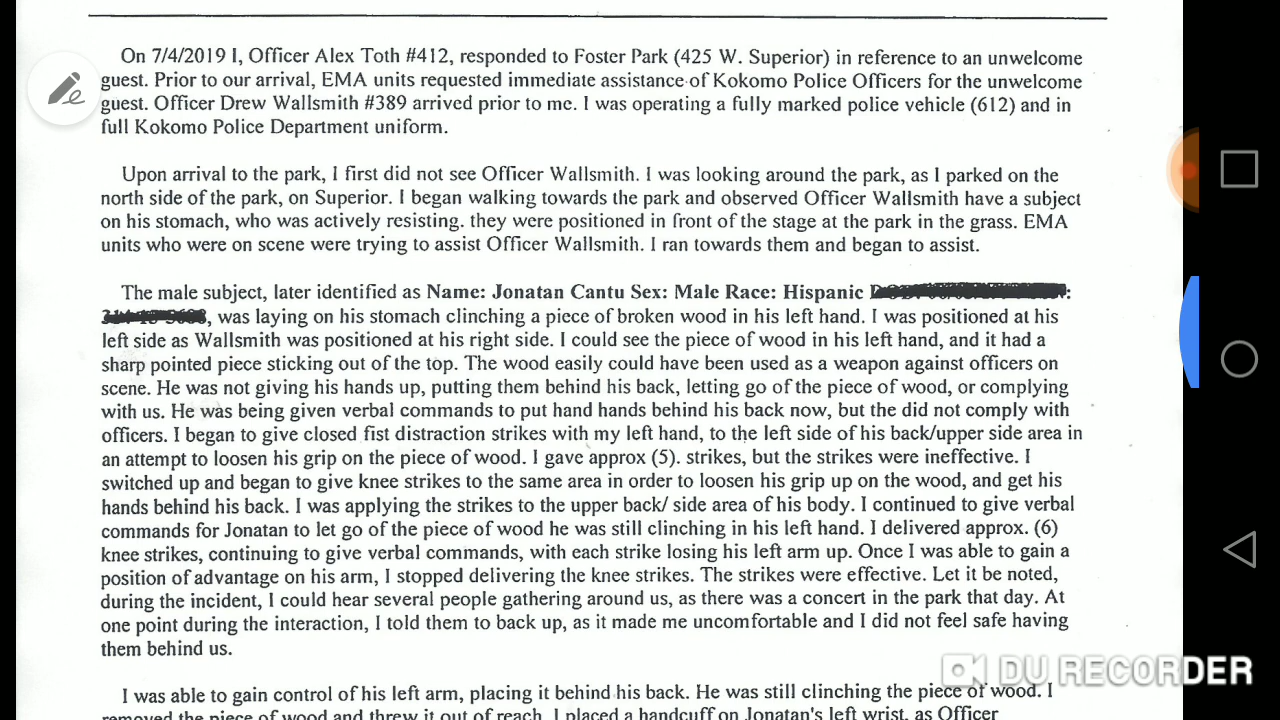 On 7/4/2019 I, Officer Alex Toth #412, responded to Foster Park (425 W. Superior) in reference to an unwelcome
guest. Prior to our arrival, EMA units requested immediate assistance of Kokomo Police Officers for the unwelcome
guest. Officer Drew Wallsmith #389 arrived prior to me. I was operating a fully marked police vehicle (612) and in
full Kokomo Police Department uniform.
Upon arrival to the park, I first did not see Officer Wallsmith. I was looking around the park, as I parked on the
north side of the park, on Superior. I began walking towards the park and observed Officer Wallsmith have a subject
on his stomach, who was actively resisting. they were positioned in front of the stage at the park in the grass. EMA
units who were on scene were trying to assist Officer Wallsmith. I ran towards them and began to assist.
The male subject, later identified as Name: Jonatan Cantu Sex: Male Race: Hispanic :
, was laying on his stomach clinching a piece of broken wood in his left hand. I was positioned at his
left side as Wallsmith was positioned at his right side. I could see the piece of wood in his left hand, and it had a
sharp pointed piece sticking out of the top. The wood easily could have been used as a weapon against officers on
scene. He was not giving his hands up, putting them behind his back, letting go of the piece of wood, or complying
with us. He was being given verbal commands to put hand hands behind his back now, but the did not comply with
officers. I began to give closed fist distraction strikes with my left hand, to the left side of his back/upper side area in
an attempt to loosen his grip on the piece of wood. I gave approx (5). strikes, but the strikes were ineffective. I
switched up and began to give knee strikes to the same area in order to loosen his grip up on the wood, and get his
hands behind his back. I was applying the strikes to the upper back/ side area of his body. I continued to give verbal
commands for Jonatan to let go of the piece of wood he was still clinching in his left hand. I delivered approx. (6)
knee strikes, continuing to give verbal commands, with each strike losing his left arm up. Once I was able to gain a
position of advantage on his arm, I stopped delivering the knee strikes. The strikes were effective. Let it be noted,
during the incident, I could hear several people gathering around us, as there was a concert in the park that day. At
one point during the interaction, I told them to back up, as it made me uncomfortable and I did not feel safe having
them behind us.
DU RECORDER
I was able to gain control of his left arm, placing it behind his back. He was still clinching the piece of wood. I
removed the piece of wood and threw it out of reach. I placed a handcuff on Jonatan's left wrist, as Officer